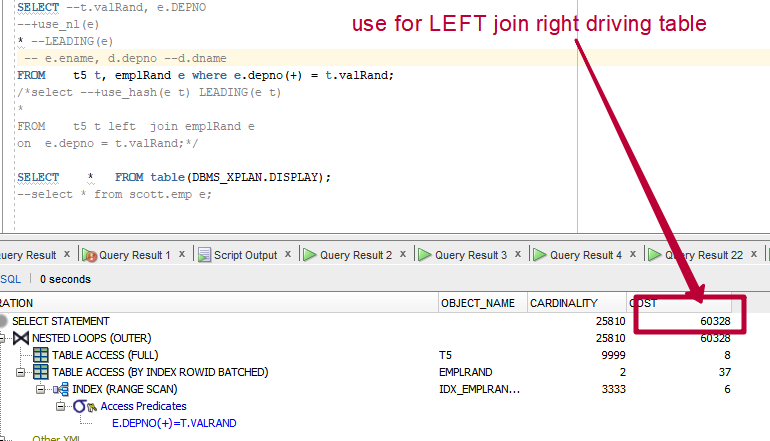 SELECT --t.valRand, e.DEPNO
--+use_nl(e)
* --LEADING(e)
-- e.ename, d.depno --d.dname
FROM t5 t, emplRand e where e.depno(+) = t.valRand;
/*select --+use_hash(e t) LEADING(e t)
*
FROM t5 t left join emplRand e
on e.depno = t.valRand;*/
SELECT * FROM table(DBMS_XPLAN.DISPLAY);
--select * from scott.emp e;
use for LEFT join right driving table
uery Result x Query Result 1 x Script Output x Query Result 2 x Query Result 3 x Query Result 4 x Query Result 22 x
SQL | 0 seconds
RATION OBJECT_NAME CARDINALITY COST
SELECT STATEMENT 25810 60328
NESTED LOOPS (OUTER) 25810 60328
TABLE ACCESS (FULL) T5 9999 8
TABLE ACCESS (BY INDEX ROWID BATCHED) EMPLRAND 2 37
INDEX (RANGE SCAN) IDX_EMPLRAN... 3333 6
Access Predicates
E.DEPNO(+)=T.VALRAND
Other XML